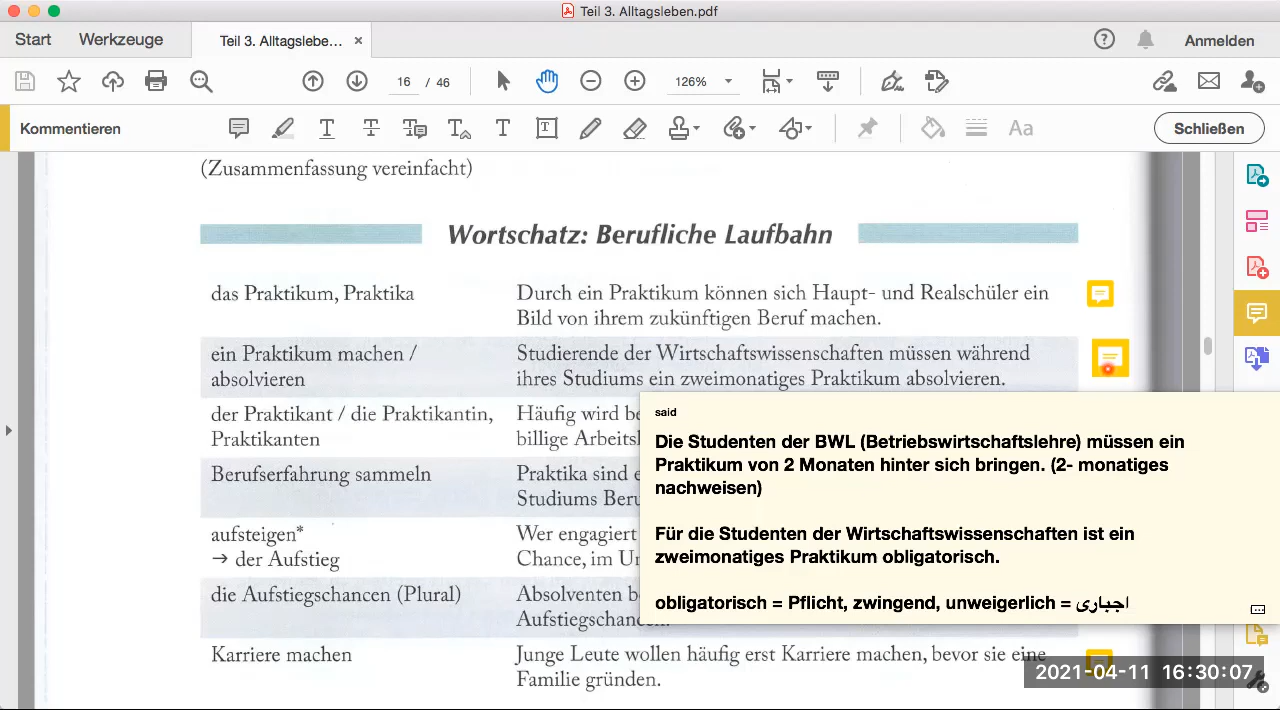 Teil 3. Alltagsleben.pdf
Start Werkzeuge Teil 3. Alltagslebe... × Anmelden
16 / 46 126%
Kommentieren Schließen
(Zusammenfassung vereinfacht)
Wortschatz: Berufliche Laufbahn
das Praktikum, Praktika Durch ein Praktikum können sich Haupt- und Realschüler ein
Bild von ihrem zukünftigen Beruf machen.
ein Praktikum machen / Studierende der Wirtschaftswissenschaften müssen während
absolvieren ihres Studiums ein zweimonatiges Praktikum absolvieren.
der Praktikant / die Praktikantin, Häufig wird
Praktikanten billige
Berufserfahrung sammeln Praktika sind
Studiums
aufsteigen* Wer engagiert
→ der Aufstieg Chance, im
die Aufstiegschancen (Plural) Absolventen
Karriere machen Junge Leute wollen häufig erst Karriere machen, bevor sie eine
Familie gründen.
said
Die Studenten der BWL (Betriebswirtschaftslehre) müssen ein
Praktikum von 2 Monaten hinter sich bringen. (2- monatiges
nachweisen)
Für die Studenten der Wirtschaftswissenschaften ist ein
zweimonatiges Praktikum obligatorisch.
obligatorisch = Pflicht, zwingend, unweigerlich = اجباری
2021-04-11 16:30:07